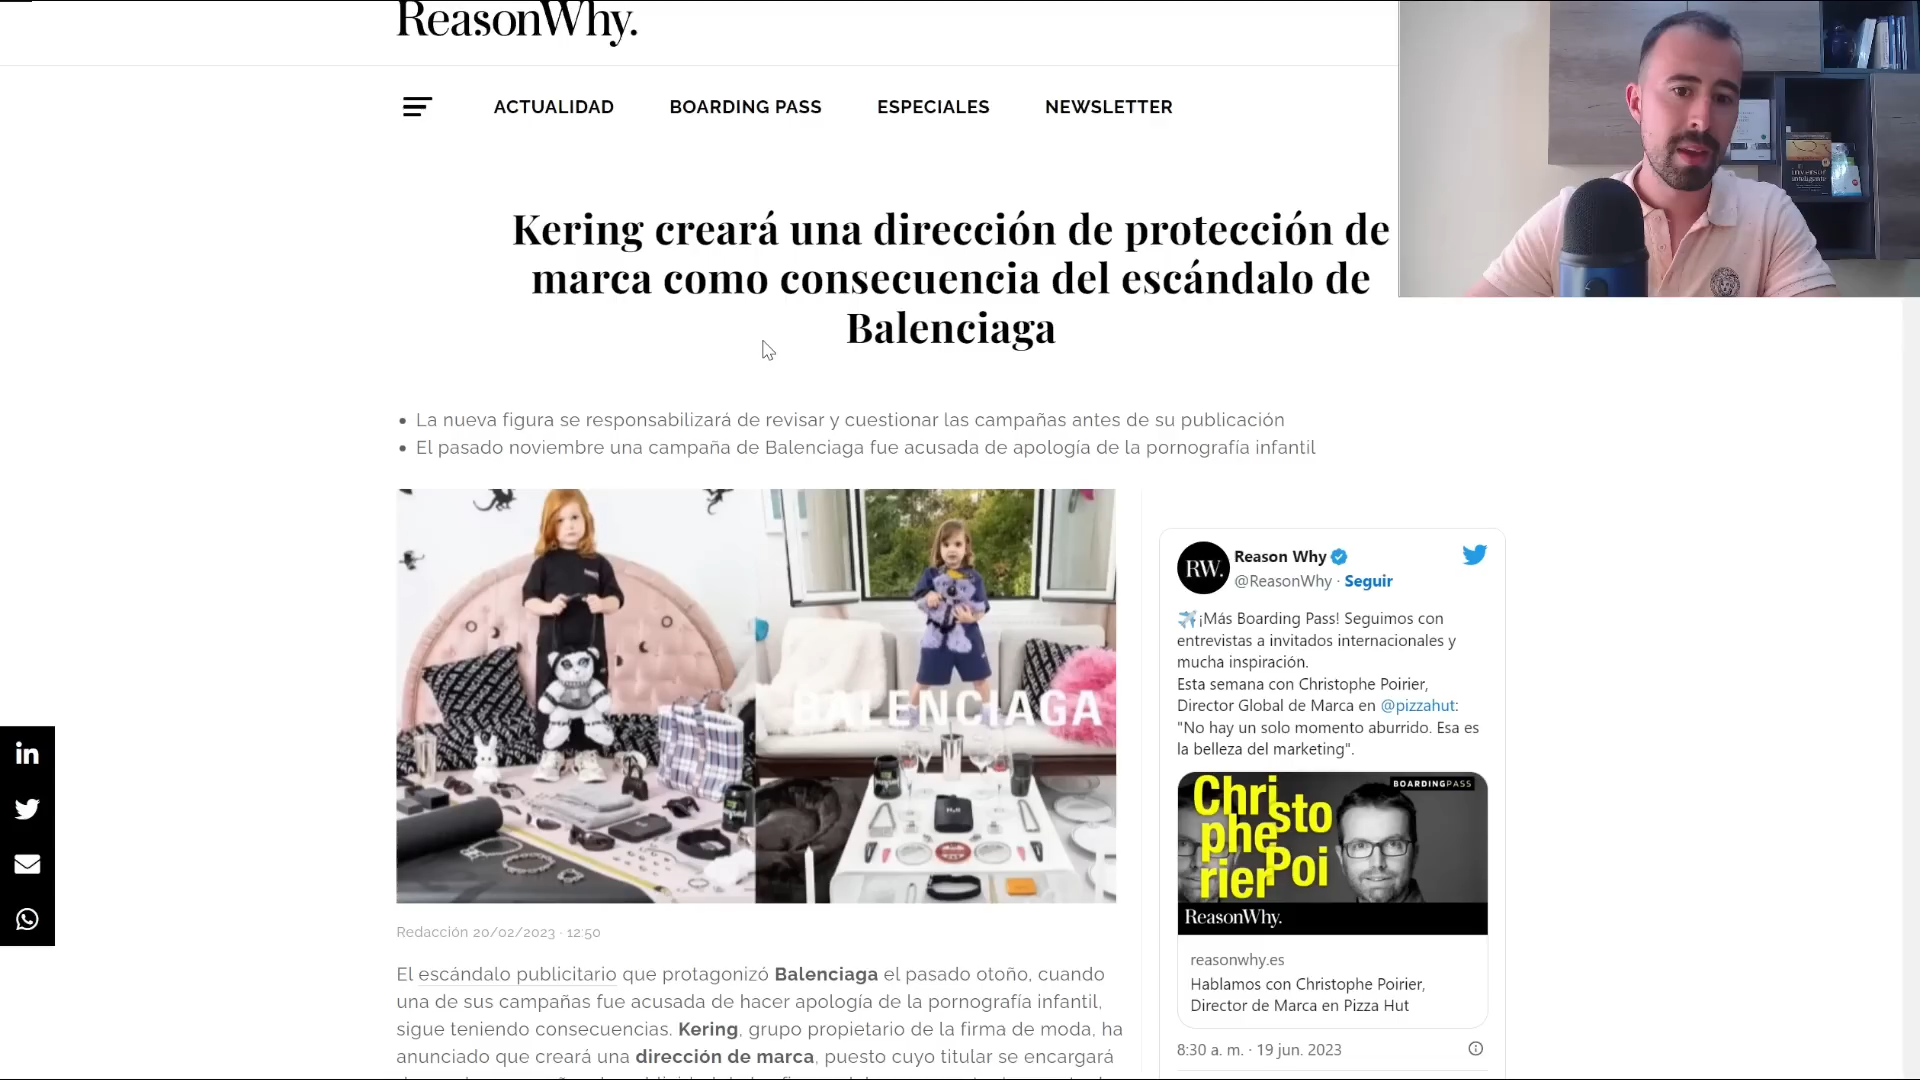 ReasonWhy.
ACTUALIDAD BOARDING PASS ESPECIALES NEWSLETTER
Kering creará una dirección de protección de
marca como consecuencia del escándalo de
Balenciaga
• La nueva figura se responsabilizará de revisar y cuestionar las campañas antes de su publicación
• El pasado noviembre una campaña de Balenciaga fue acusada de apología de la pornografía infantil
BALENCIAGA
Redacción 20/02/2023 · 12:50
El escándalo publicitario que protagonizó Balenciaga el pasado otoño, cuando
una de sus campañas fue acusada de hacer apología de la pornografía infantil,
sigue teniendo consecuencias. Kering, grupo propietario de la firma de moda, ha
anunciado que creará una dirección de marca, puesto cuyo titular se encargará
RW.
Reason Why
@ReasonWhy · Seguir
✈️¡Más Boarding Pass! Seguimos con
entrevistas a invitados internacionales y
mucha inspiración.
Esta semana con Christophe Poirier,
Director Global de Marca en @pizzahut:
"No hay un solo momento aburrido. Esa es
la belleza del marketing".
BOARDINGPASS
Chri
sto
phe
Poi
rier
ReasonWhy.
reasonwhy.es
Hablamos con Christophe Poirier,
Director de Marca en Pizza Hut
8:30 a. m. · 19 jun. 2023